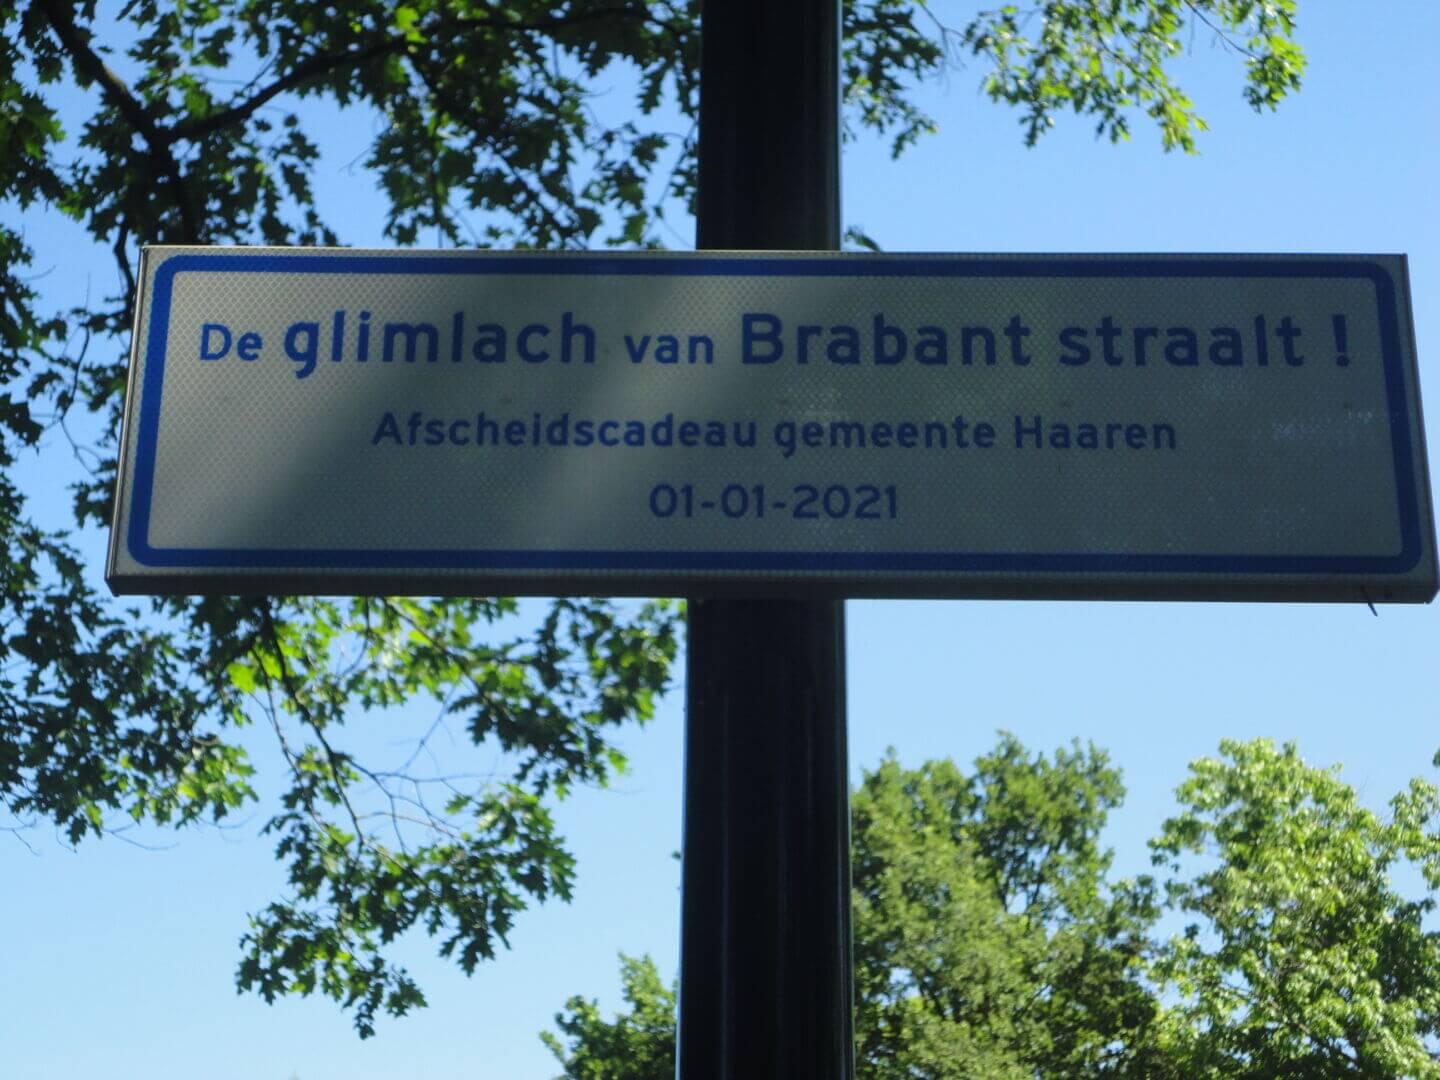 De glimlach van Brabant straalt !
Afscheidscadeau gemeente Haaren
01-01-2021